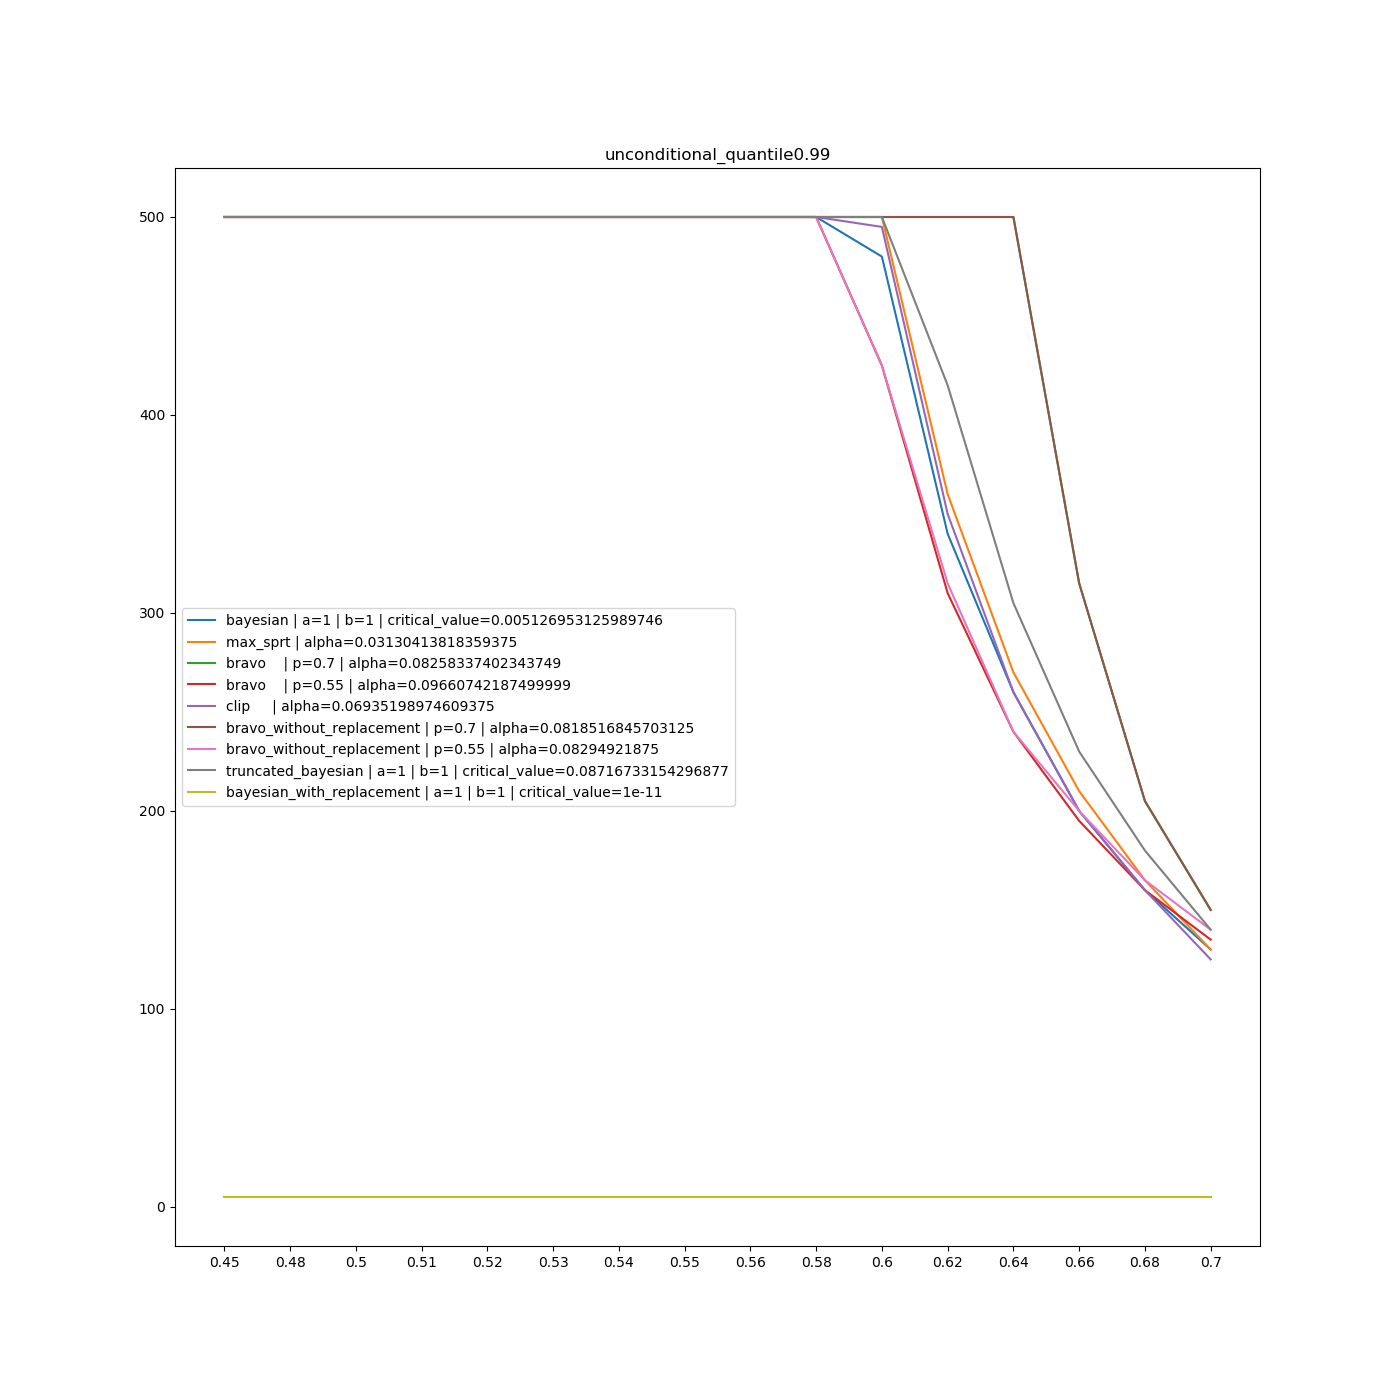 unconditional_quantile0.99
500
400
300
200
100
0
bayesian | a=1 | b=1 | critical_value=0.005126953125989746
max_sprt | alpha=0.03130413818359375
bravo    | p=0.7 | alpha=0.08258337402343749
bravo    | p=0.55 | alpha=0.09660742187499999
clip     | alpha=0.06935198974609375
bravo_without_replacement | p=0.7 | alpha=0.0818516845703125
bravo_without_replacement | p=0.55 | alpha=0.08294921875
truncated_bayesian | a=1 | b=1 | critical_value=0.08716733154296877
bayesian_with_replacement | a=1 | b=1 | critical_value=1e-11
0.45 0.48 0.5 0.51 0.52 0.53 0.54 0.55 0.56 0.58 0.6 0.62 0.64 0.66 0.68 0.7